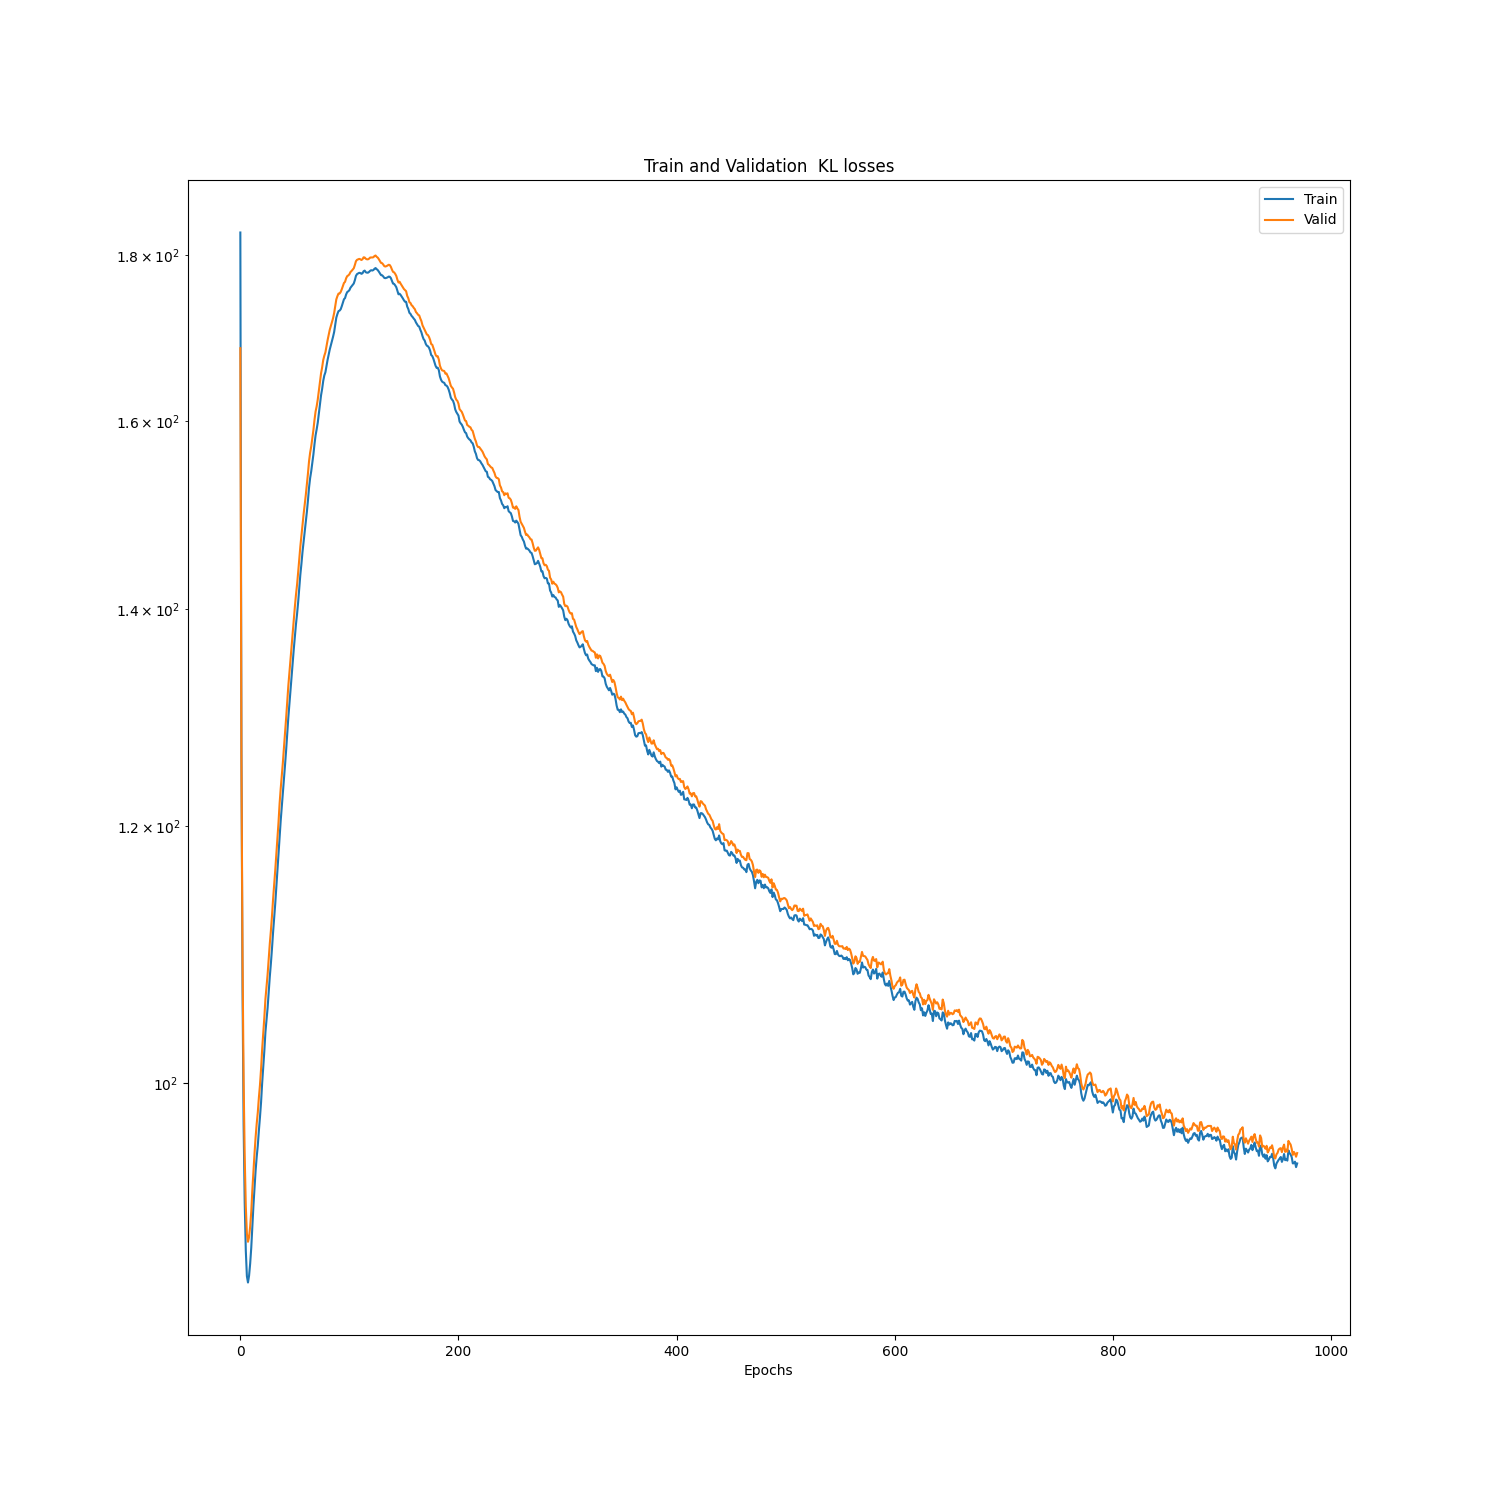 Train and Validation  KL losses
Train
Valid
1.8 × 10²
1.6 × 10²
1.4 × 10²
1.2 × 10²
10²
0 200 400 600 800 1000
Epochs